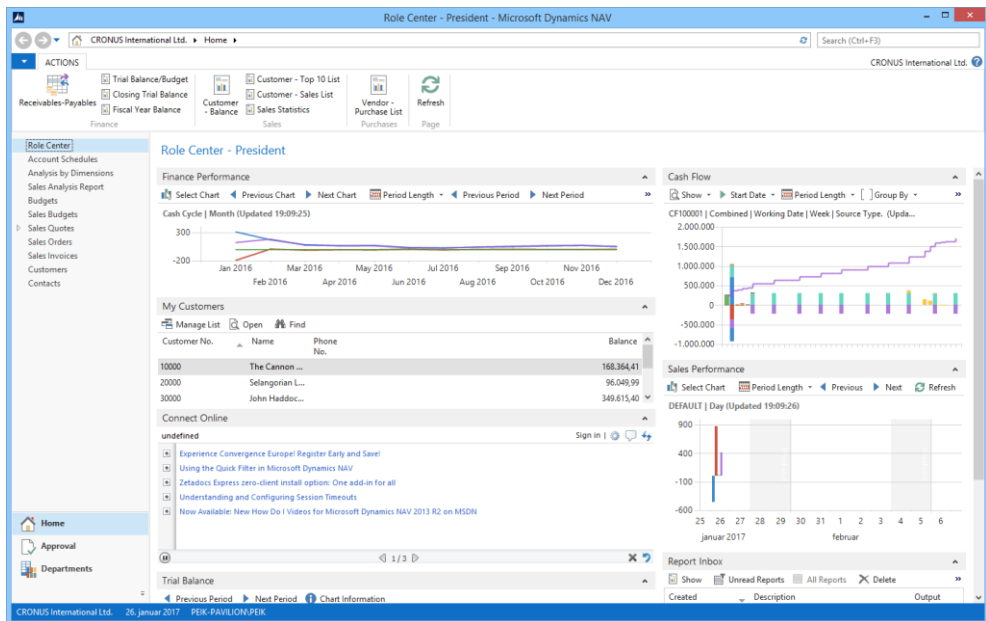 Role Center - President - Microsoft Dynamics NAV
CRONUS International Ltd. Home
Search (Ctrl+F3)
ACTIONS
CRONUS International Ltd.
Receivables-Payables
Trial Balance/Budget
Closing Trial Balance
Fiscal Year Balance
Finance
Customer - Balance
Customer - Top 10 List
Customer - Sales List
Sales Statistics
Sales
Vendor - Purchase List
Purchases
Refresh
Page
Role Center
Account Schedules
Analysis by Dimensions
Sales Analysis Report
Budgets
Sales Budgets
Sales Quotes
Sales Orders
Sales Invoices
Customers
Contacts
Home
Approval
Departments
Role Center - President
Finance Performance
Select Chart Previous Chart Next Chart Period Length Previous Period Next Period
Cash Cycle | Month (Updated 19:09:25)
300
-200
Jan 2016 Mar 2016 May 2016 Jul 2016 Sep 2016 Nov 2016
Feb 2016 Apr 2016 Jun 2016 Aug 2016 Oct 2016 Dec 2016
My Customers
Manage List Open Find
Customer No. Name Phone No. Balance
10000 The Cannon ... 168.364,41
20000 Selangorian L... 96.049,99
30000 John Haddoc... 349.615,40
Connect Online
undefined Sign in |
Experience Convergence Europe! Register Early and Save!
Using the Quick Filter in Microsoft Dynamics NAV
Zetadocs Express zero-client install option: One add-in for all
Understanding and Configuring Session Timeouts
Now Available: New How Do I Videos for Microsoft Dynamics NAV 2013 R2 on MSDN
1/3
Trial Balance
Previous Period Next Period Chart Information
Cash Flow
Show Start Date Period Length Group By
CF100001 | Combined | Working Date | Week | Source Type. (Upda...
2.000.000
1.500.000
1.000.000
500.000
0
-500.000
-1.000.000
Sales Performance
Select Chart Period Length Previous Next Refresh
DEFAULT | Day (Updated 19:09:26)
900
400
-100
-600
25 26 27 28 29 30 31 1 2 3 4 5 6
januar 2017 februar
Report Inbox
Show Unread Reports All Reports Delete
Created Description Output
CRONUS International Ltd. 26. januar 2017 PEIK-PAVILION\PEIK